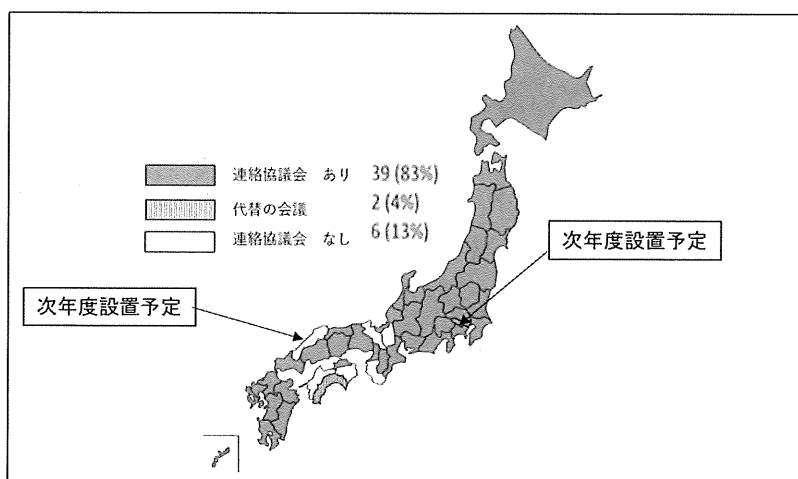 連絡協議会 あり 39 (83%)
代替の会議 2 (4%)
連絡協議会 なし 6 (13%)
次年度設置予定
次年度設置予定